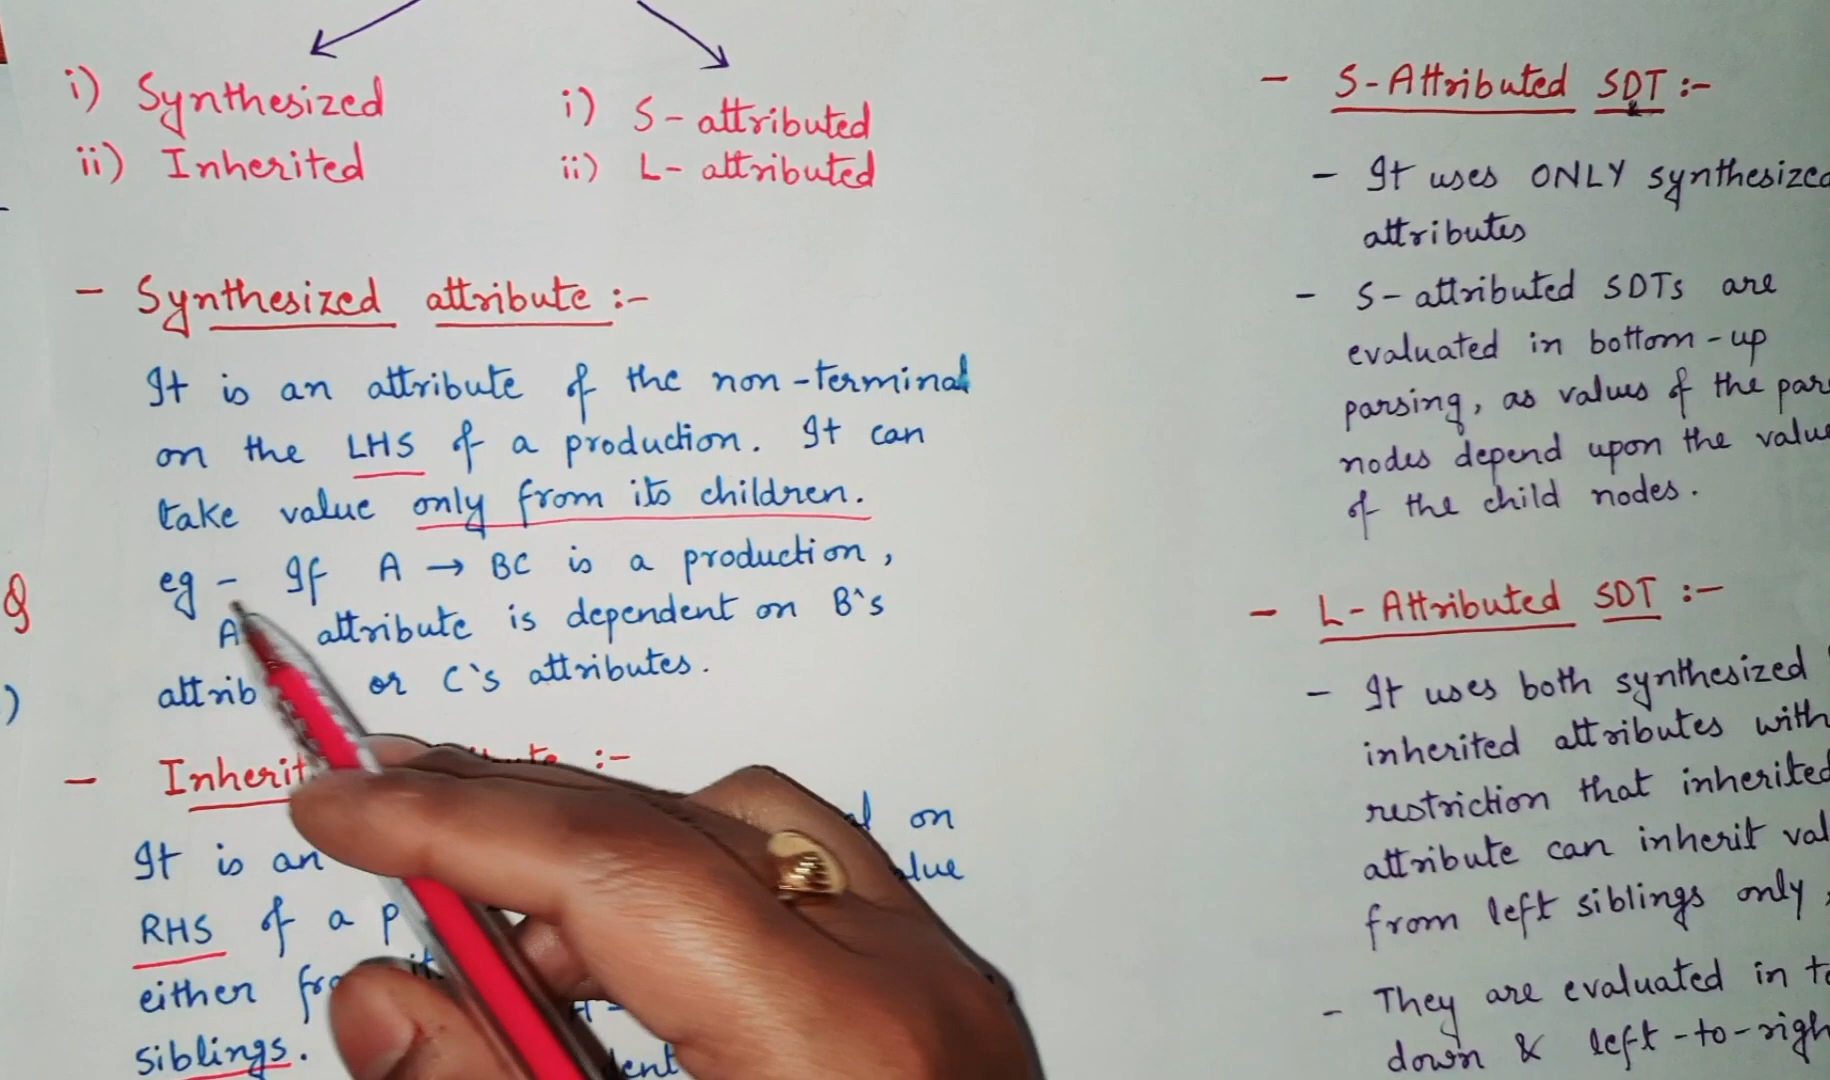 i) Synthesized
ii) Inherited
i) S-attributed
ii) L-attributed
- Synthesized attribute :-
It is an attribute of the non-terminal
on the LHS of a production. It can
take value only from its children.
eg - If A → BC is a production,
A attribute is dependent on B's
attrib or C's attributes.
- Inherit :-
It is an on
RHS of a
either
siblings.
- S-Attributed SDT :-
- It uses ONLY synthesized
attributes
- S-attributed SDTs are
evaluated in bottom-up
parsing, as values of the
nodes depend upon the
of the child nodes.
- L-Attributed SDT :-
- It uses both synthesized
inherited attributes with
restriction that inherited
attribute can inherit
from left siblings only,
- They are evaluated in
down & left-to-righ